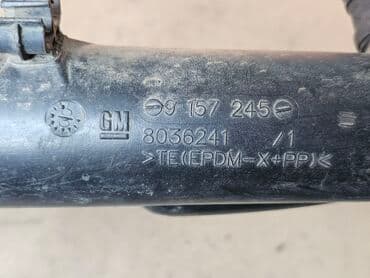 9 157 245
GM
8036241 /1
>TE(EPDM-X+PP)<